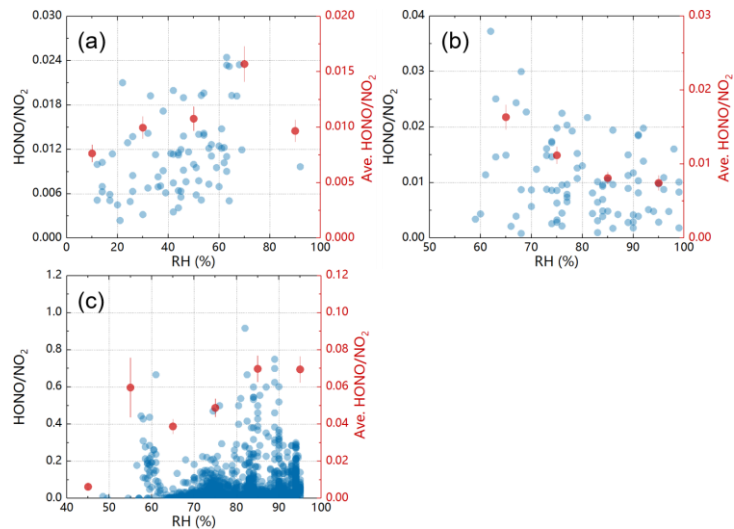 (a)
0.030
0.024
0.018
0.012
0.006
0.000
HONO/NO₂
0.020
0.015
0.010
0.005
0.000
Ave. HONO/NO₂
0 20 40 60 80 100
RH (%)
(b)
0.04
0.03
0.02
0.01
0.00
HONO/NO₂
0.03
0.02
0.01
0.00
Ave. HONO/NO₂
50 60 70 80 90 100
RH (%)
(c)
1.2
1.0
0.8
0.6
0.4
0.2
0.0
HONO/NO₂
0.12
0.10
0.08
0.06
0.04
0.02
0.00
Ave. HONO/NO₂
40 50 60 70 80 90 100
RH (%)